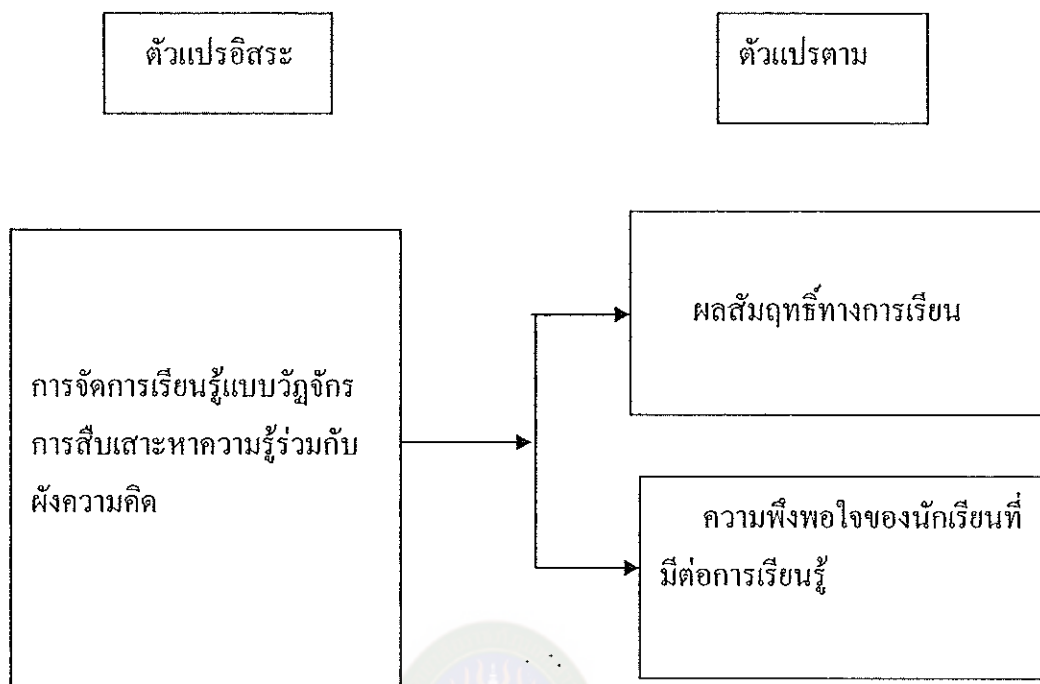 ตัวแปรอิสระ
ตัวแปรตาม
การจัดการเรียนรู้แบบวัฏจักร
การสืบเสาะหาความรู้ร่วมกับ
ผังความคิด
ผลสัมฤทธิ์ทางการเรียน
ความพึงพอใจของนักเรียนที่
มีต่อการเรียนรู้